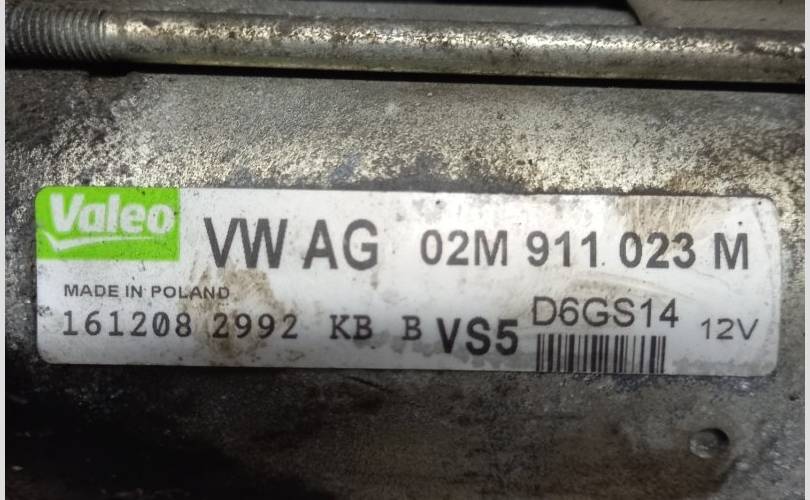 Valeo
VW AG 02M 911 023 M
MADE IN POLAND
161208 2992 KB B VS5 D6GS14 12V